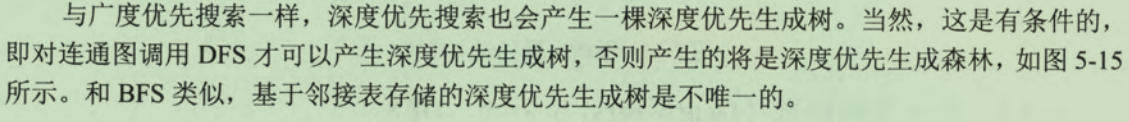 与广度优先搜索一样，深度优先搜索也会产生一棵深度优先生成树。当然，这是有条件的，
即对连通图调用 DFS 才可以产生深度优先生成树，否则产生的将是深度优先生成森林，如图 5-15
所示。和 BFS 类似，基于邻接表存储的深度优先生成树是不唯一的。